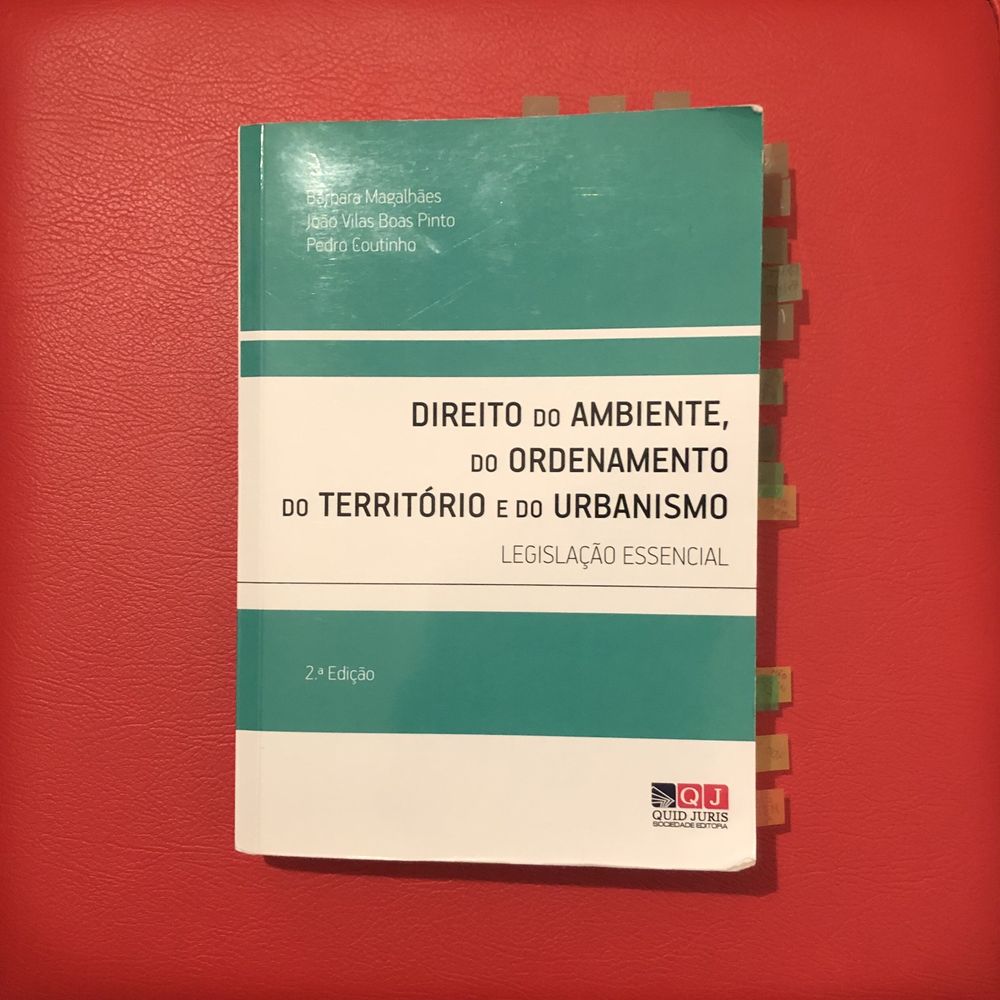 Bárbara Magalhães
João Vilas Boas Pinto
Pedro Coutinho
DIREITO DO AMBIENTE,
DO ORDENAMENTO
DO TERRITÓRIO E DO URBANISMO
LEGISLAÇÃO ESSENCIAL
2.ª Edição
QJ
QUID JURIS
SOCIEDADE EDITORA